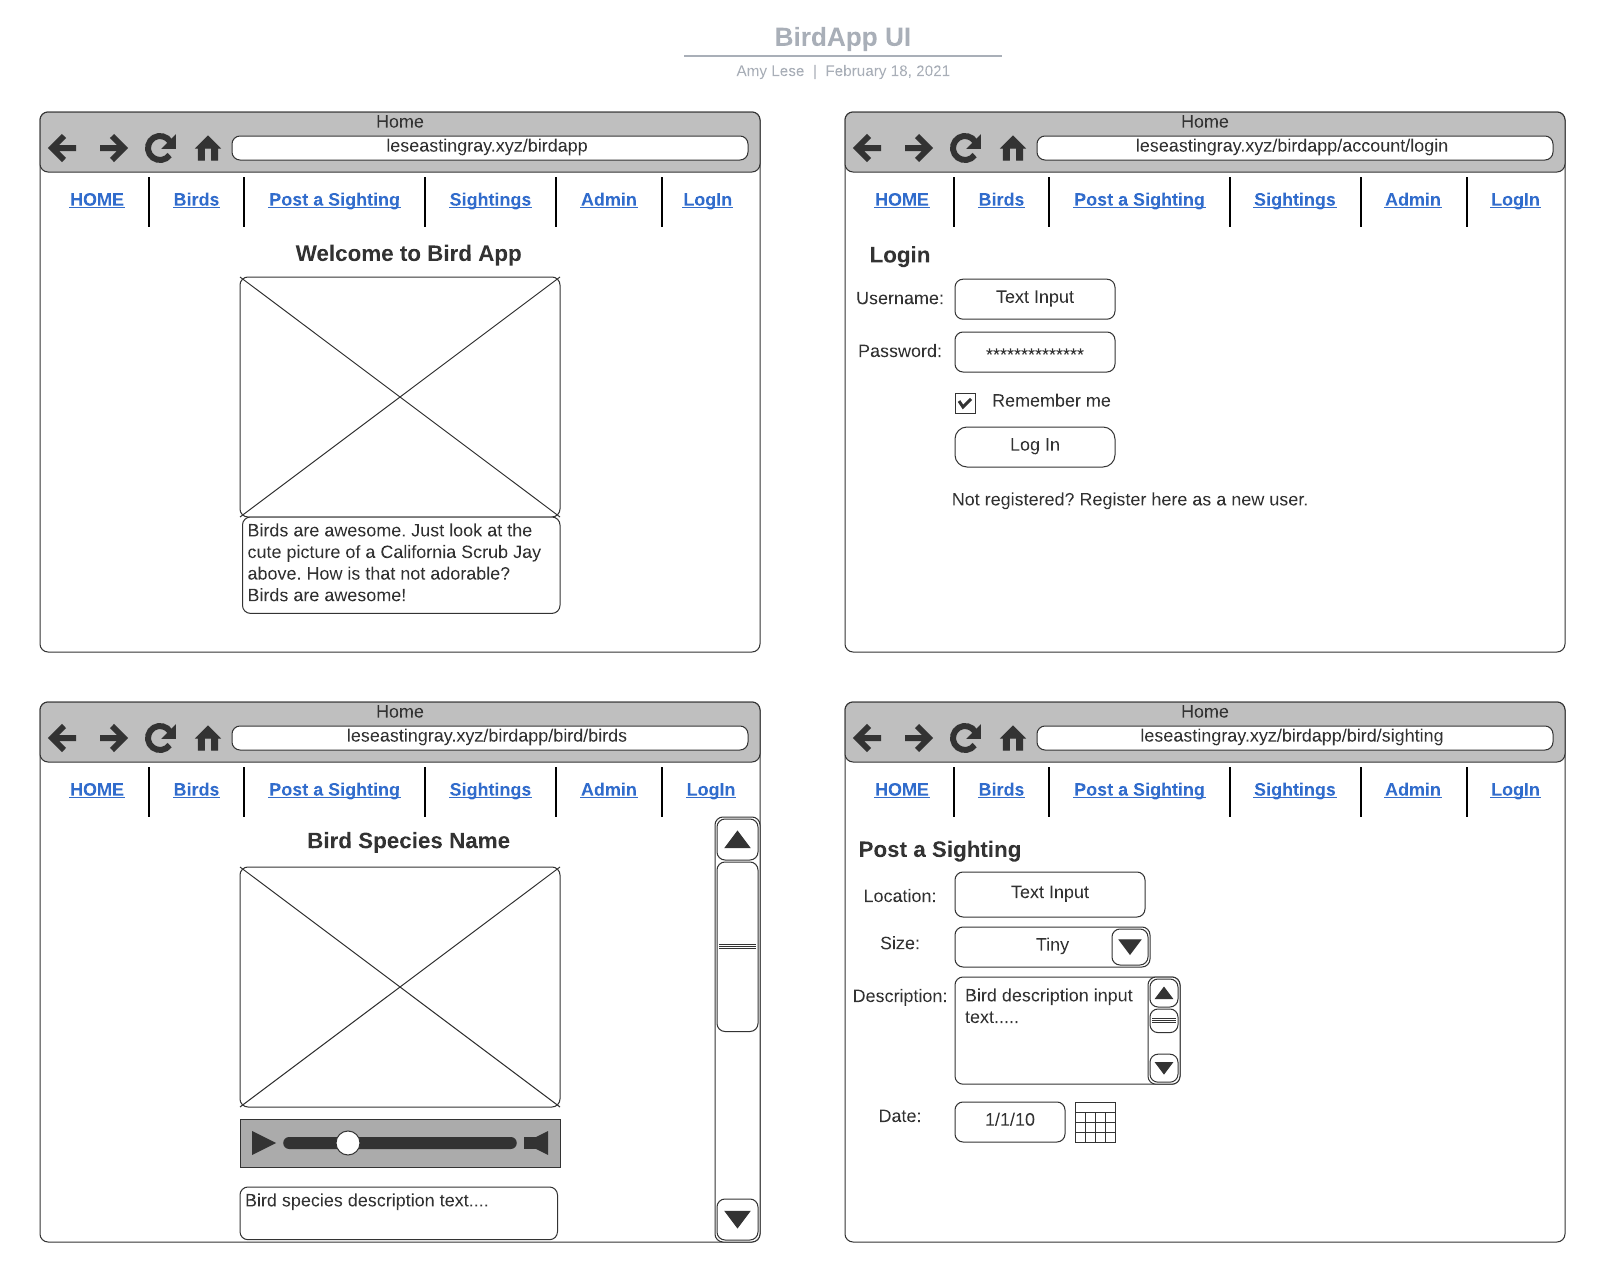 BirdApp UI
Amy Lese | February 18, 2021
Home
leseastingray.xyz/birdapp
HOME Birds Post a Sighting Sightings Admin LogIn
Welcome to Bird App
Birds are awesome. Just look at the
cute picture of a California Scrub Jay
above. How is that not adorable?
Birds are awesome!
Home
leseastingray.xyz/birdapp/account/login
HOME Birds Post a Sighting Sightings Admin LogIn
Login
Username: Text Input
Password: **************
Remember me
Log In
Not registered? Register here as a new user.
Home
leseastingray.xyz/birdapp/bird/birds
HOME Birds Post a Sighting Sightings Admin LogIn
Bird Species Name
Bird species description text....
Home
leseastingray.xyz/birdapp/bird/sighting
HOME Birds Post a Sighting Sightings Admin LogIn
Post a Sighting
Location: Text Input
Size: Tiny
Description: Bird description input
text.....
Date: 1/1/10